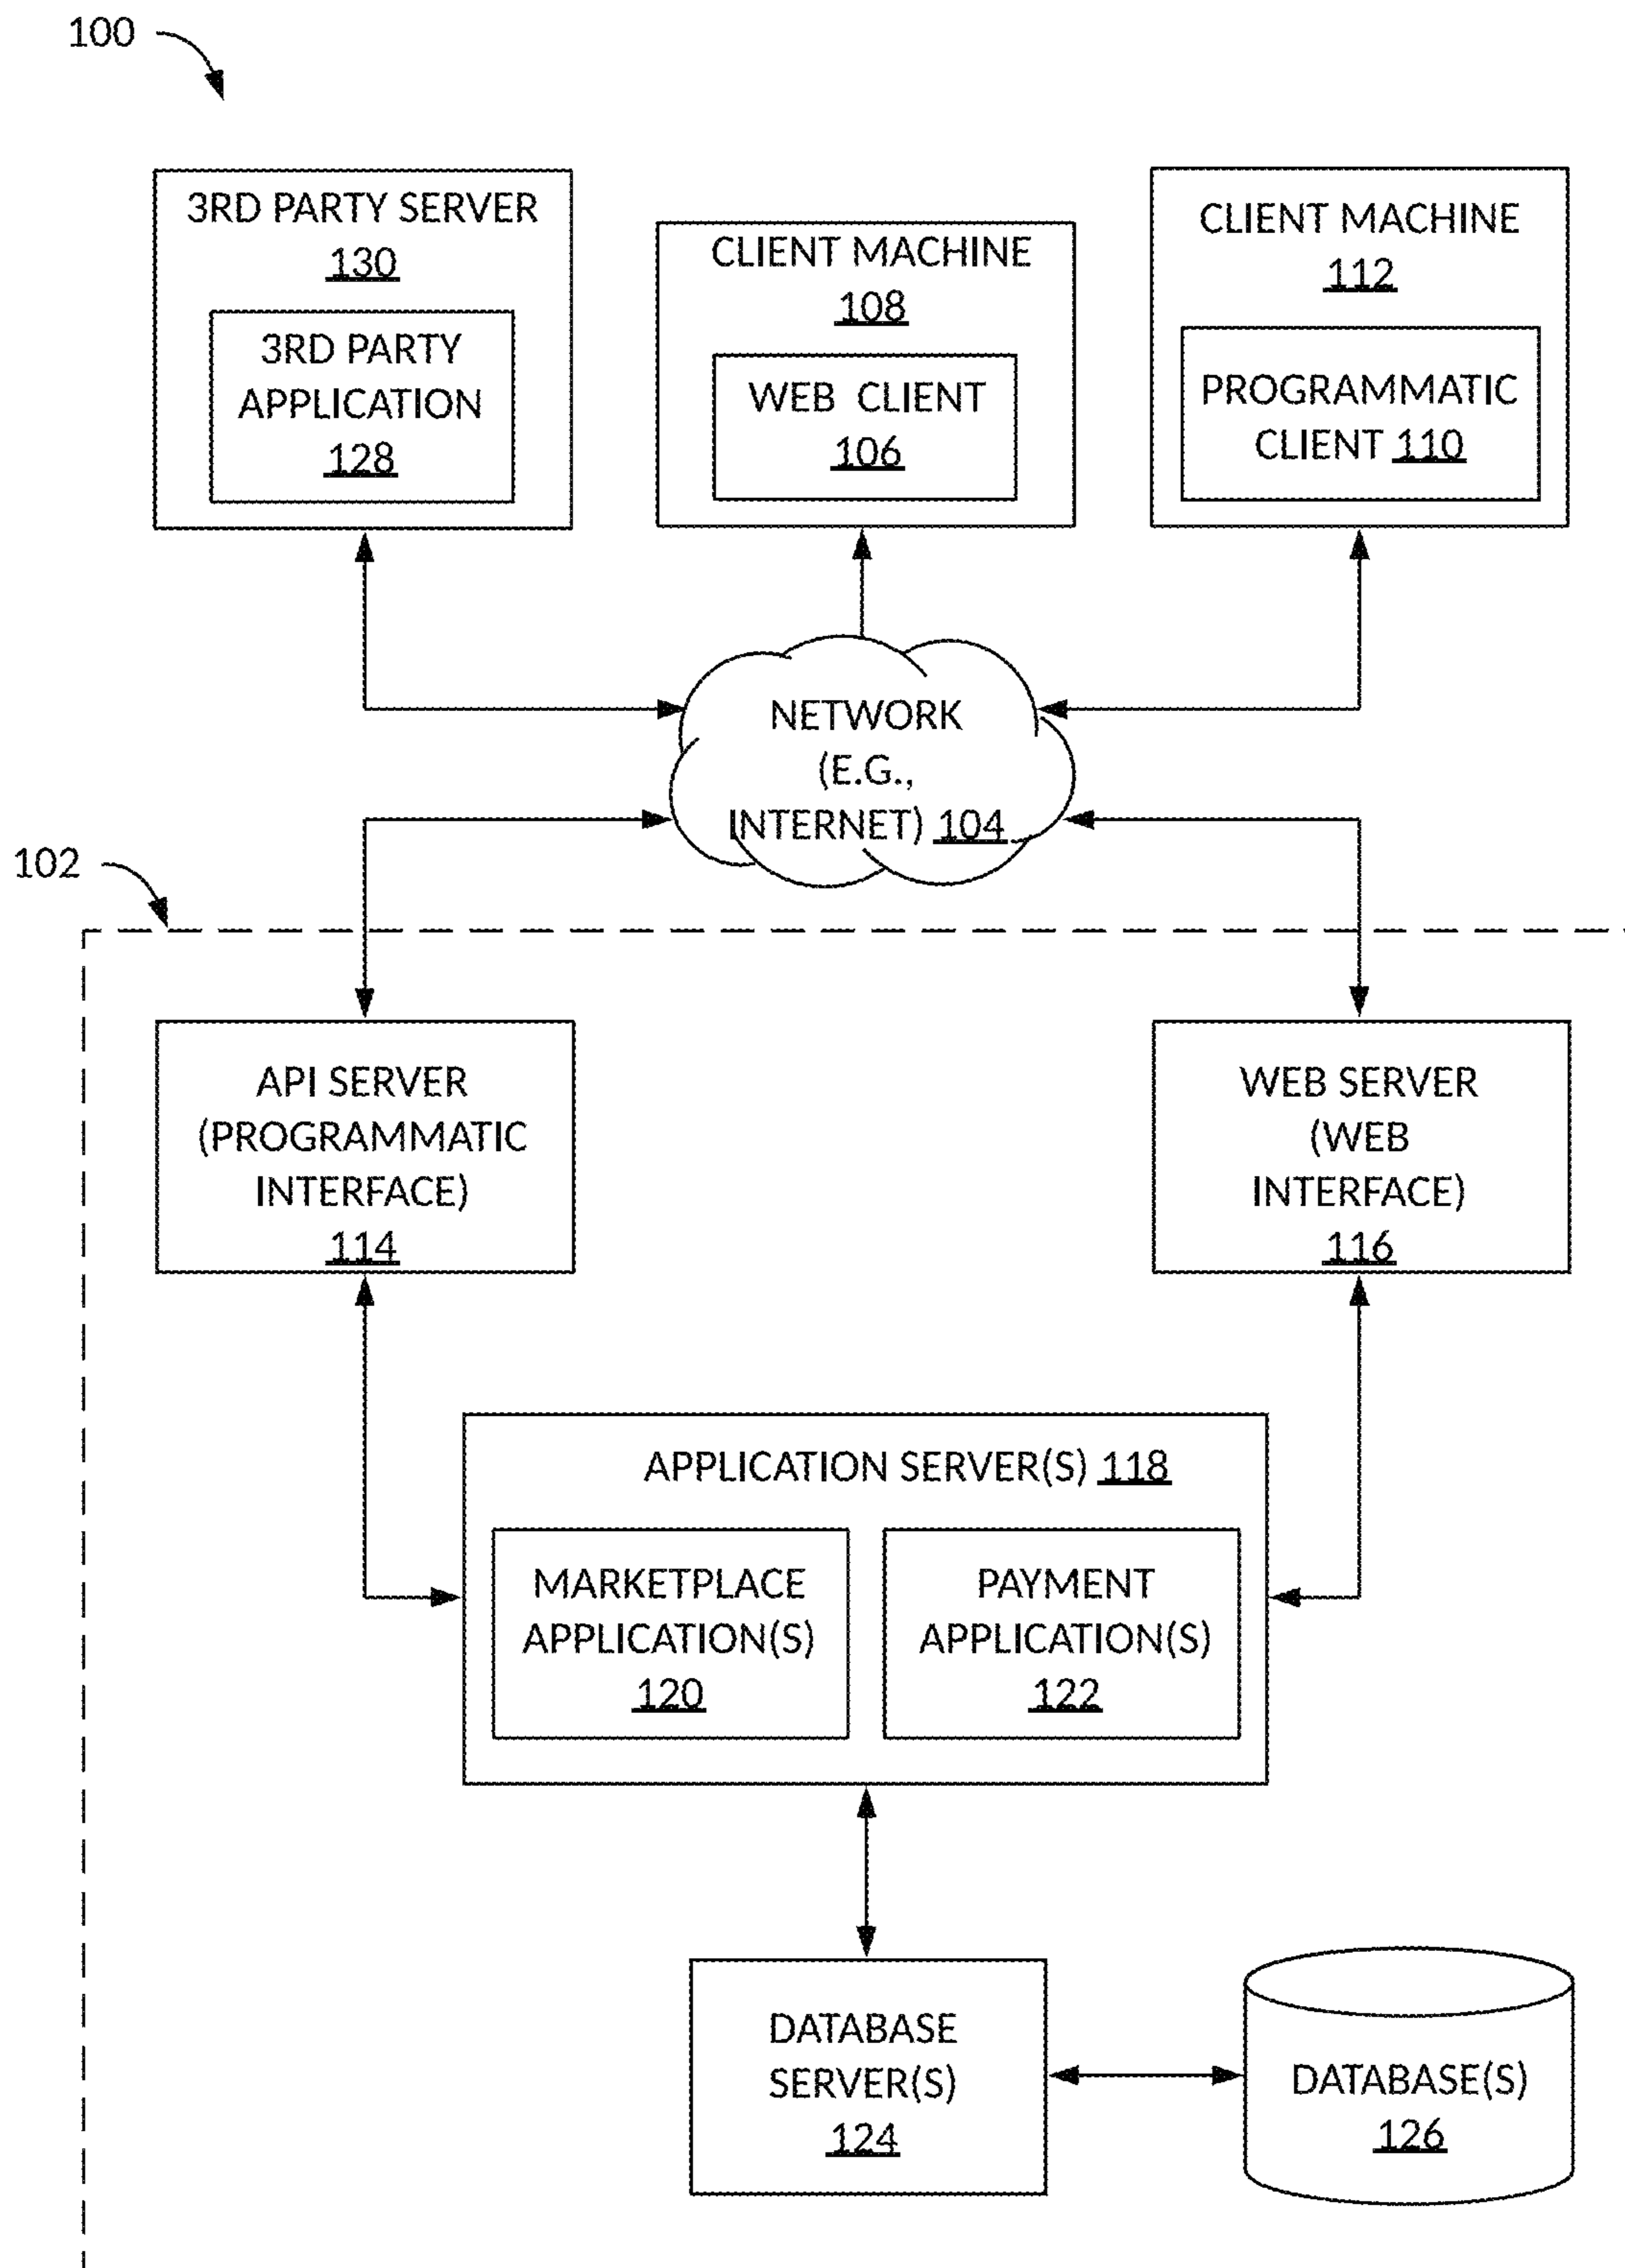 100
3RD PARTY SERVER
130
3RD PARTY
APPLICATION
128
CLIENT MACHINE
108
WEB CLIENT
106
CLIENT MACHINE
112
PROGRAMMATIC
CLIENT 110
NETWORK
(E.G.,
INTERNET) 104
102
API SERVER
(PROGRAMMATIC
INTERFACE)
114
WEB SERVER
(WEB
INTERFACE)
116
APPLICATION SERVER(S) 118
MARKETPLACE
APPLICATION(S)
120
PAYMENT
APPLICATION(S)
122
DATABASE
SERVER(S)
124
DATABASE(S)
126